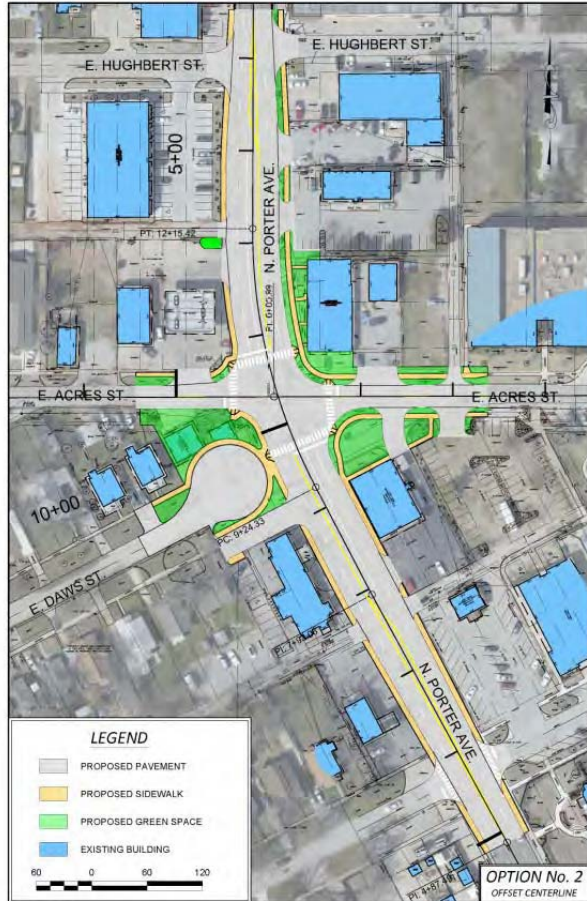 E. HUGHBERT ST.
E. HUGHBERT ST.
5+00
N. PORTER AVE.
PT: 12+15.42
E. ACRES ST.
E. ACRES ST.
10+00
PC: 9+24.33
E. DAWS ST.
N. PORTER AVE.
LEGEND
PROPOSED PAVEMENT
PROPOSED SIDEWALK
PROPOSED GREEN SPACE
EXISTING BUILDING
60 0 60 120
OPTION No. 2
OFFSET CENTERLINE